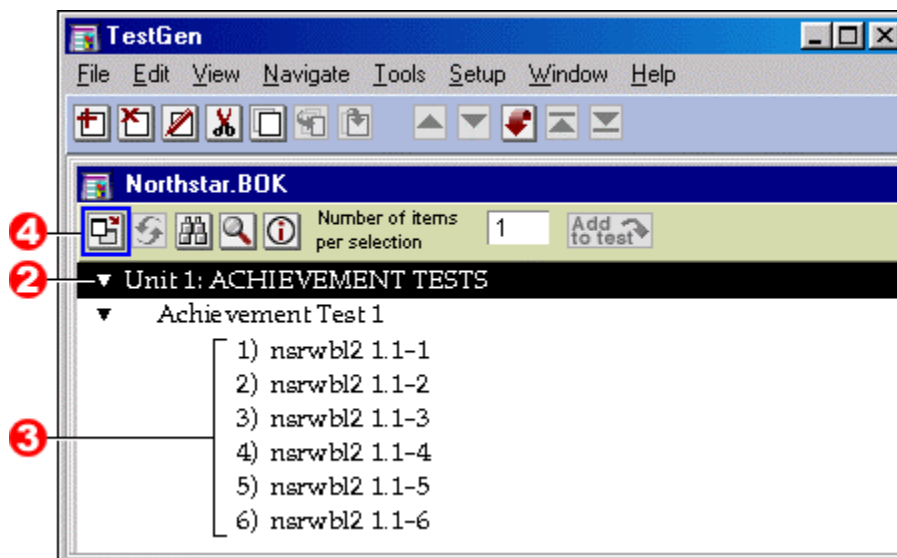 TestGen
File Edit View Navigate Tools Setup Window Help
Northstar.BOK
4
Number of items
per selection
1
Add
to test
2
Unit 1: ACHIEVEMENT TESTS
Achievement Test 1
1) nsrwbl2 1.1-1
2) nsrwbl2 1.1-2
3) nsrwbl2 1.1-3
3
4) nsrwbl2 1.1-4
5) nsrwbl2 1.1-5
6) nsrwbl2 1.1-6